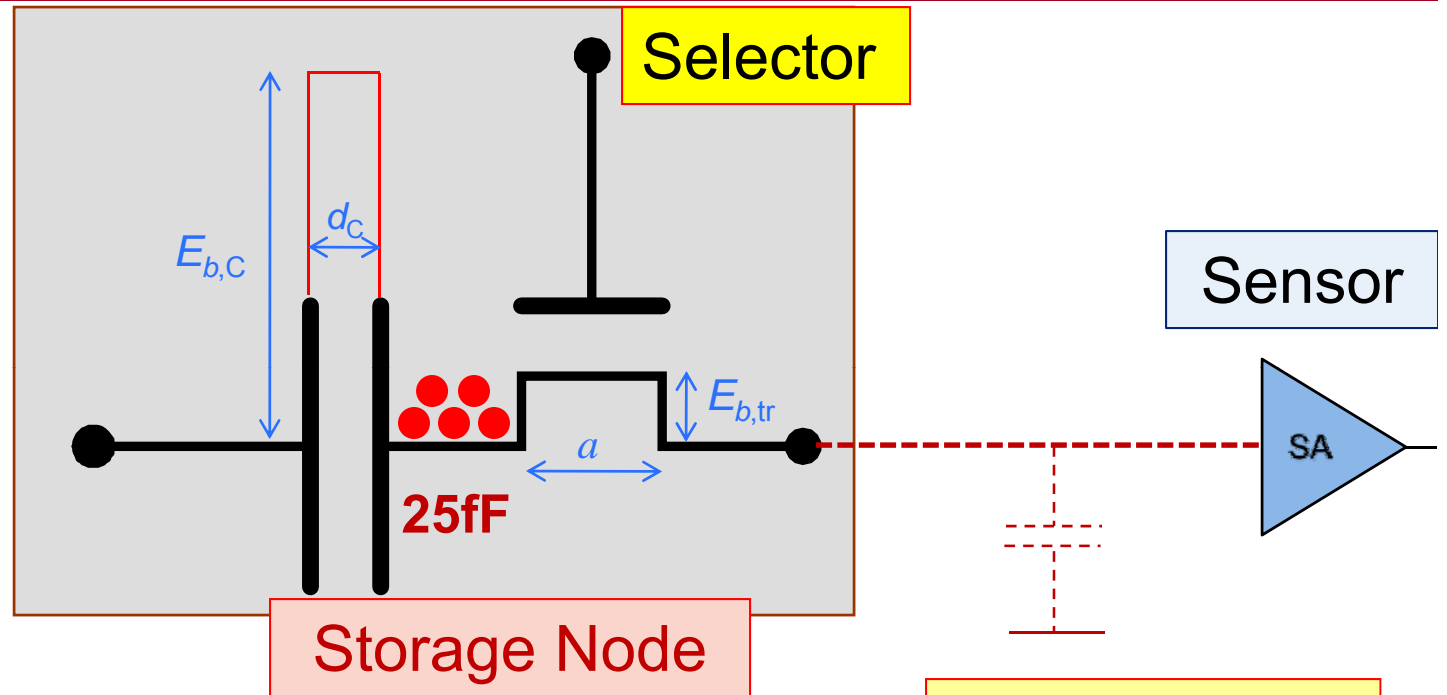 Selector
d_C
E_b,C
Sensor
E_b,tr
a
SA
25fF
Storage Node